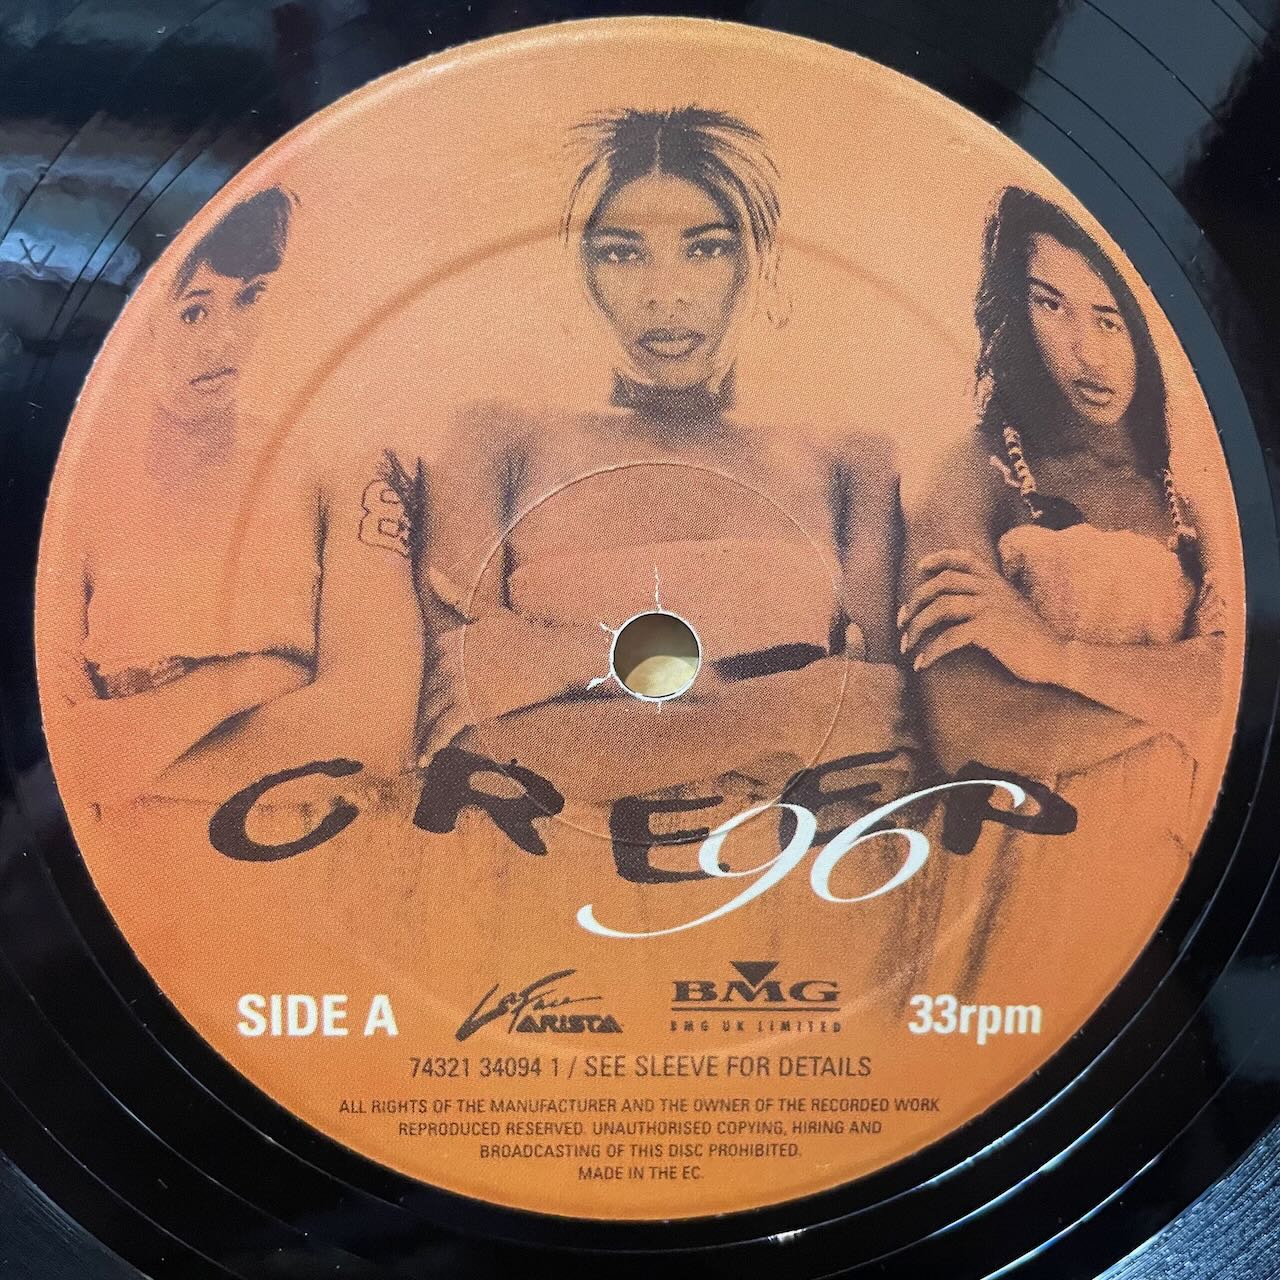 80
CREEP
96
SIDE A
LaFace
ARISTA
BMG
BMG UK LIMITED
33rpm
74321 34094 1 / SEE SLEEVE FOR DETAILS
ALL RIGHTS OF THE MANUFACTURER AND THE OWNER OF THE RECORDED WORK
REPRODUCED RESERVED. UNAUTHORISED COPYING, HIRING AND
BROADCASTING OF THIS DISC PROHIBITED.
MADE IN THE EC.